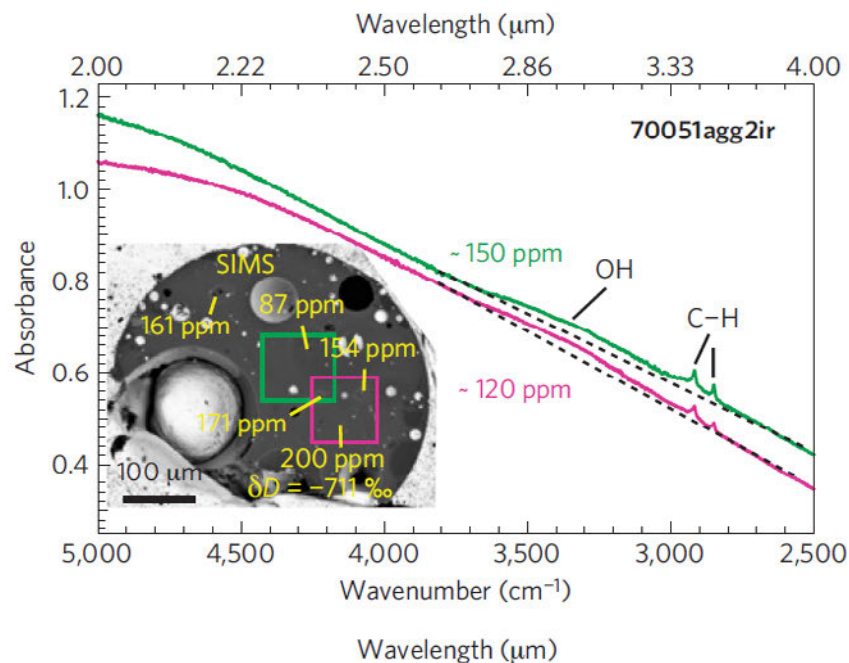 Wavelength (μm)
2.00 2.22 2.50 2.86 3.33 4.00
1.2
1.0
0.8
0.6
0.4
Absorbance
70051agg2ir
~ 150 ppm
OH
C–H
~ 120 ppm
SIMS
87 ppm
161 ppm
154 ppm
171 ppm
200 ppm
100 μm
δD = −711 ‰
5,000 4,500 4,000 3,500 3,000 2,500
Wavenumber (cm⁻¹)
Wavelength (μm)